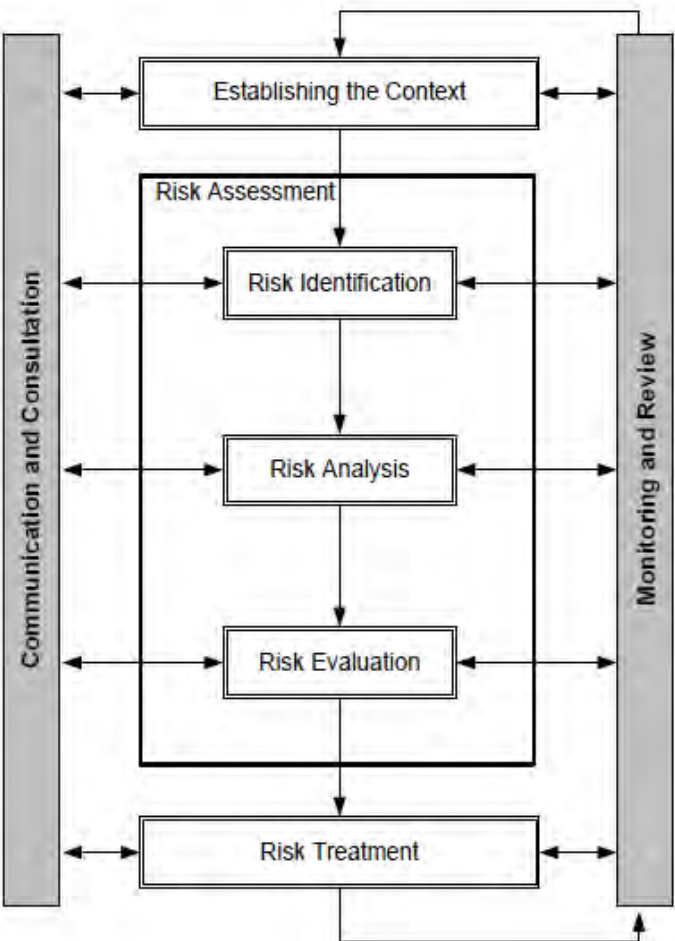 Establishing the Context
Risk Assessment
Risk Identification
Risk Analysis
Risk Evaluation
Risk Treatment
Communication and Consultation
Monitoring and Review